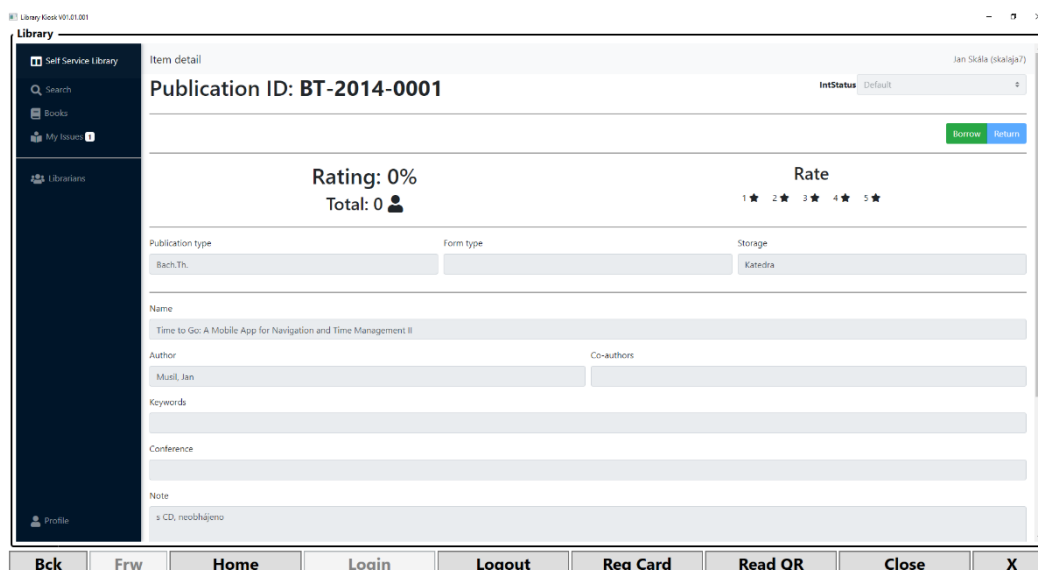 Library Kiosk V01.01.001
Library
Self Service Library
Search
Books
My Issues 1
Librarians
Profile
Item detail
Jan Skála (skalaja7)
Publication ID: BT-2014-0001
IntStatus Default
Borrow Return
Rating: 0%
Total: 0
Rate
1 2 3 4 5
Publication type Form type Storage
Bach.Th. Katedra
Name
Time to Go: A Mobile App for Navigation and Time Management II
Author Co-authors
Musil, Jan
Keywords
Conference
Note
s CD, neobhájeno
Bck Frw Home Login Logout Reg Card Read QR Close X